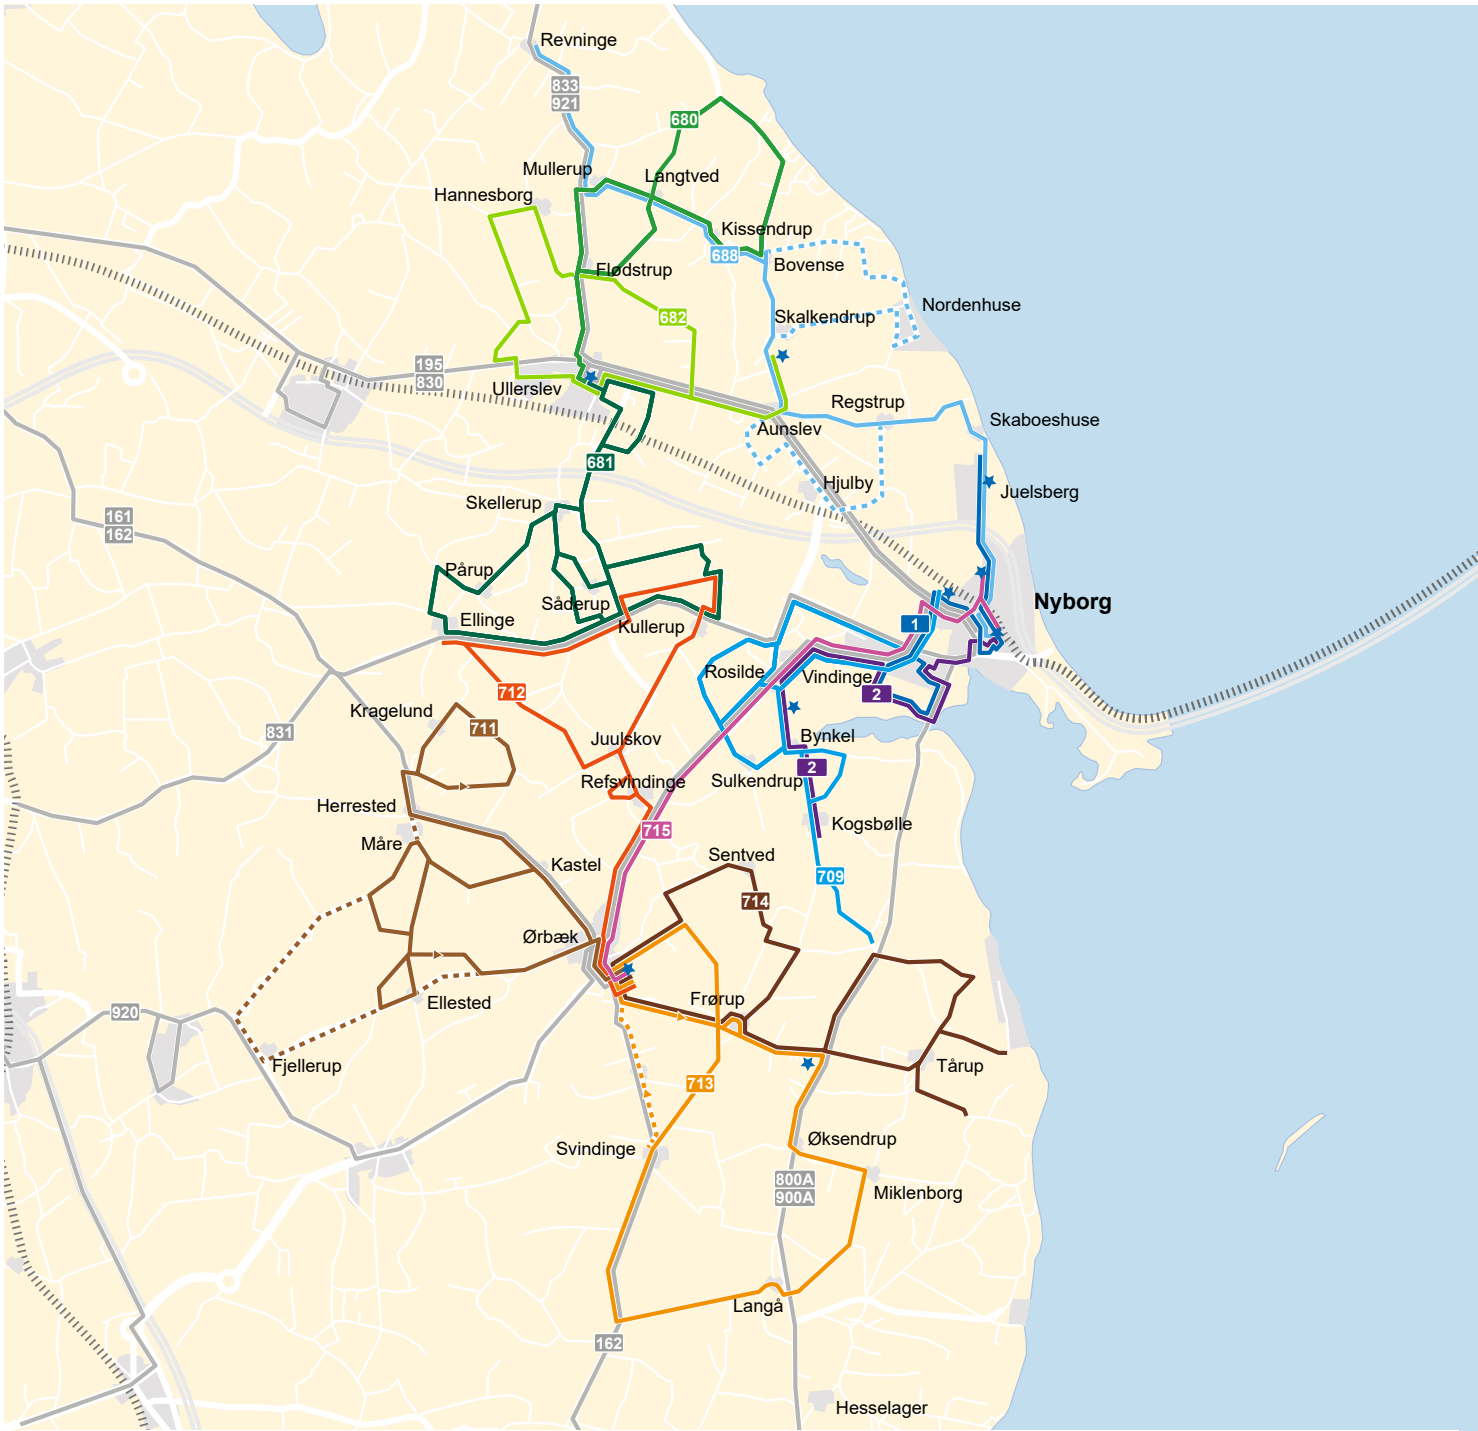 Revninge
833
921
680
Mullerup
Langtved
Hannesborg
Kissendrup
688
Bovense
Flødstrup
Nordenhuse
682
Skalkendrup
195
830
Ullerslev
Regstrup
Skaboeshuse
Aunslev
681
Hjulby
Juelsberg
Skellerup
161
162
Pårup
Såderup
Nyborg
Ellinge
Kullerup
1
Rosilde
Vindinge
712
2
Kragelund
711
831
Juulskov
Bynkel
Refsvindinge
Sulkendrup
2
Herrested
715
Kogsbølle
Måre
Kastel
Sentved
709
714
Ørbæk
Ellested
Frørup
920
Fjellerup
Tårup
713
Svindinge
Øksendrup
800A
900A
Miklenborg
Langå
162
Hesselager